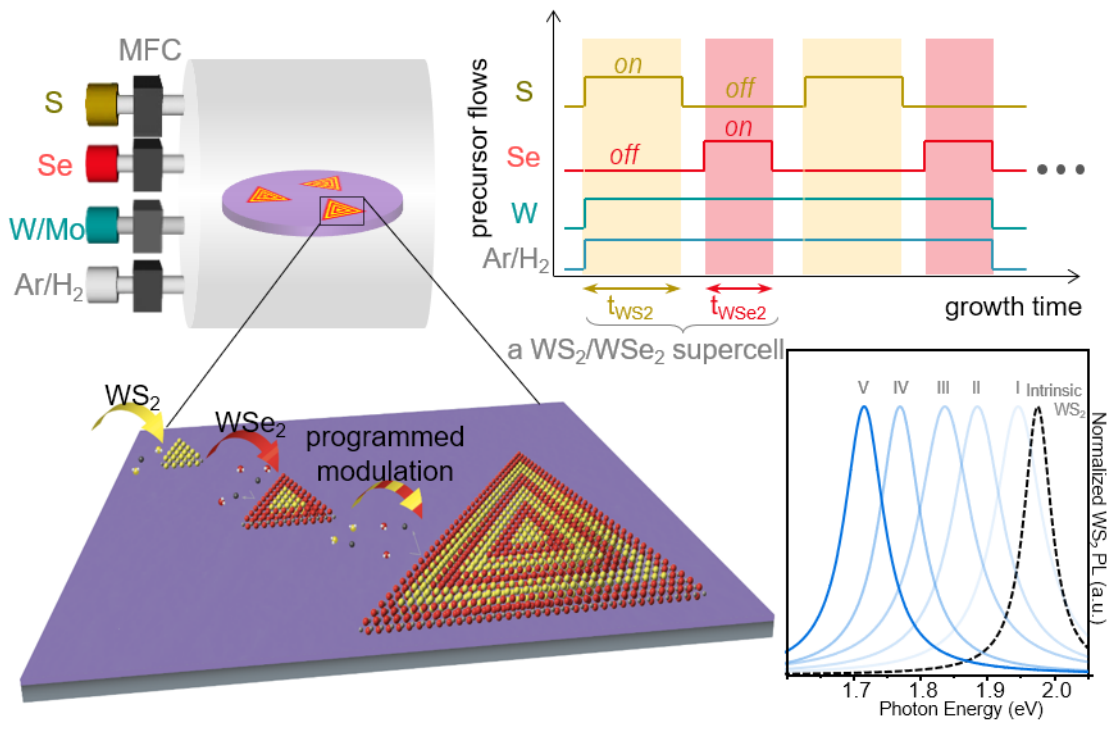 MFC
S
Se
W/Mo
Ar/H₂
precursor flows
S
Se
W
Ar/H₂
on
off
off
on
growth time
t_WS2
t_WSe2
a WS₂/WSe₂ supercell
WS₂
WSe₂
programmed
modulation
V
IV
III
II
I
Intrinsic
WS₂
Normalized WS₂ PL (a.u.)
1.7
1.8
1.9
2.0
Photon Energy (eV)